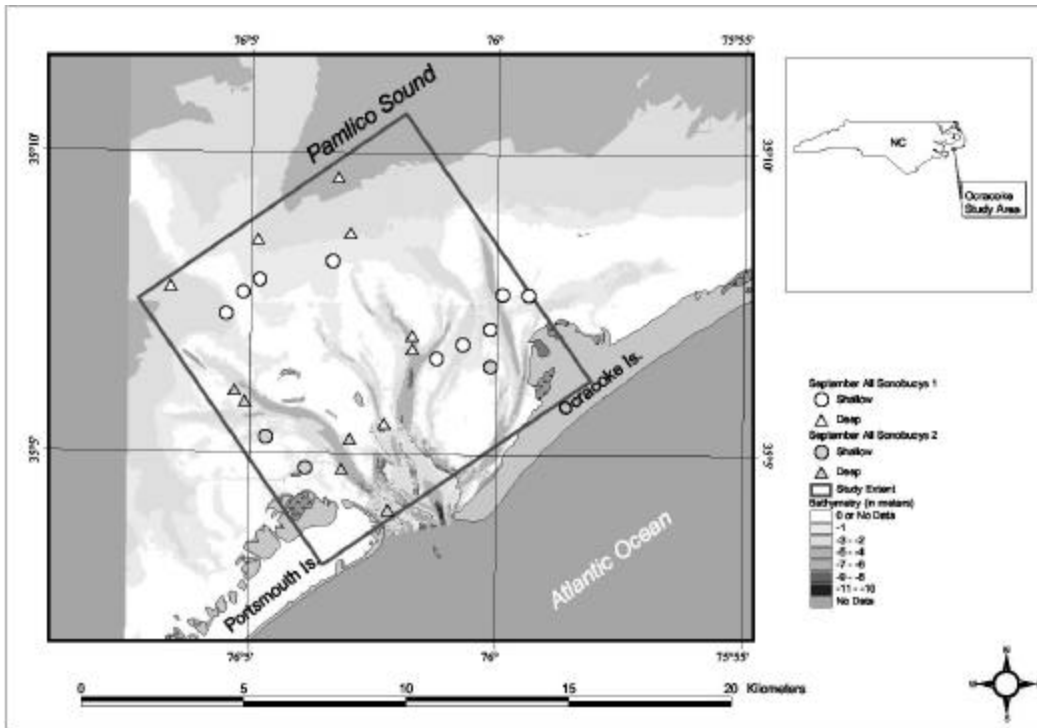 76°5'
76°
75°55'
Pamlico Sound
35°10'
35°10'
NC
Ocracoke
Study Area
Ocracoke Is.
35°5'
35°5'
Portsmouth Is.
Atlantic Ocean
76°5'
76°
75°55'
September All Sonobuoys 1
Shallow
Deep
September All Sonobuoys 2
Shallow
Deep
Study Extent
Bathymetry (in meters)
0 or No Data
-1
-3 - -2
-5 - -4
-7 - -6
-9 - -8
-11 - -10
No Data
0 5 10 15 20 Kilometers
N
W E
S